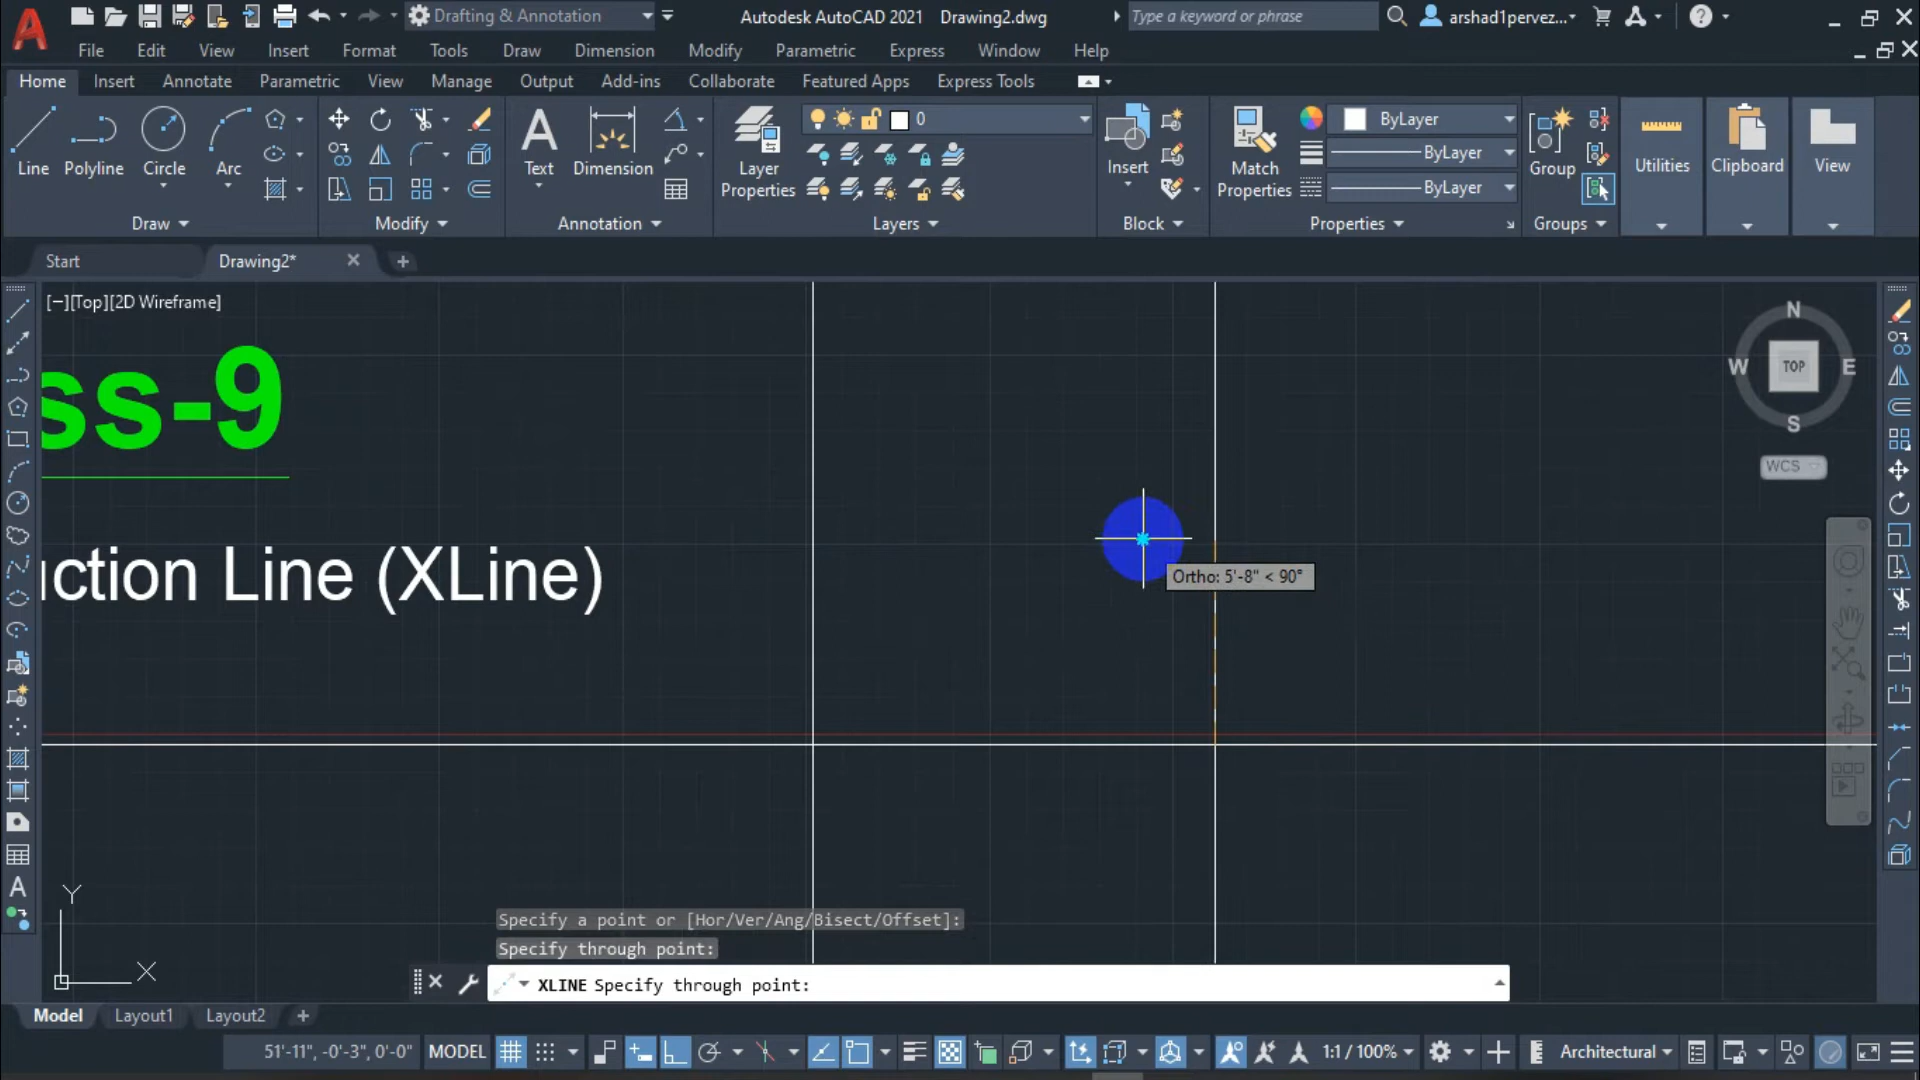 Drafting & Annotation
Autodesk AutoCAD 2021 Drawing2.dwg
Type a keyword or phrase
arshad1pervez...
File Edit View Insert Format Tools Draw Dimension Modify Parametric Express Window Help
Home Insert Annotate Parametric View Manage Output Add-ins Collaborate Featured Apps Express Tools
Line Polyline Circle Arc
Draw
Modify
Text Dimension
Annotation
Layer Properties
0
Layers
Insert
Block
Match Properties
ByLayer
ByLayer
ByLayer
Properties
Group
Groups
Utilities
Clipboard
View
Start Drawing2*
[−][Top][2D Wireframe]
N
W TOP E
S
WCS
ss-9
uction Line (XLine)
Ortho: 5'-8" < 90°
Y
X
Specify a point or [Hor/Ver/Ang/Bisect/Offset]:
Specify through point:
XLINE Specify through point:
Model Layout1 Layout2
51'-11", -0'-3", 0'-0" MODEL 1:1 / 100% Architectural